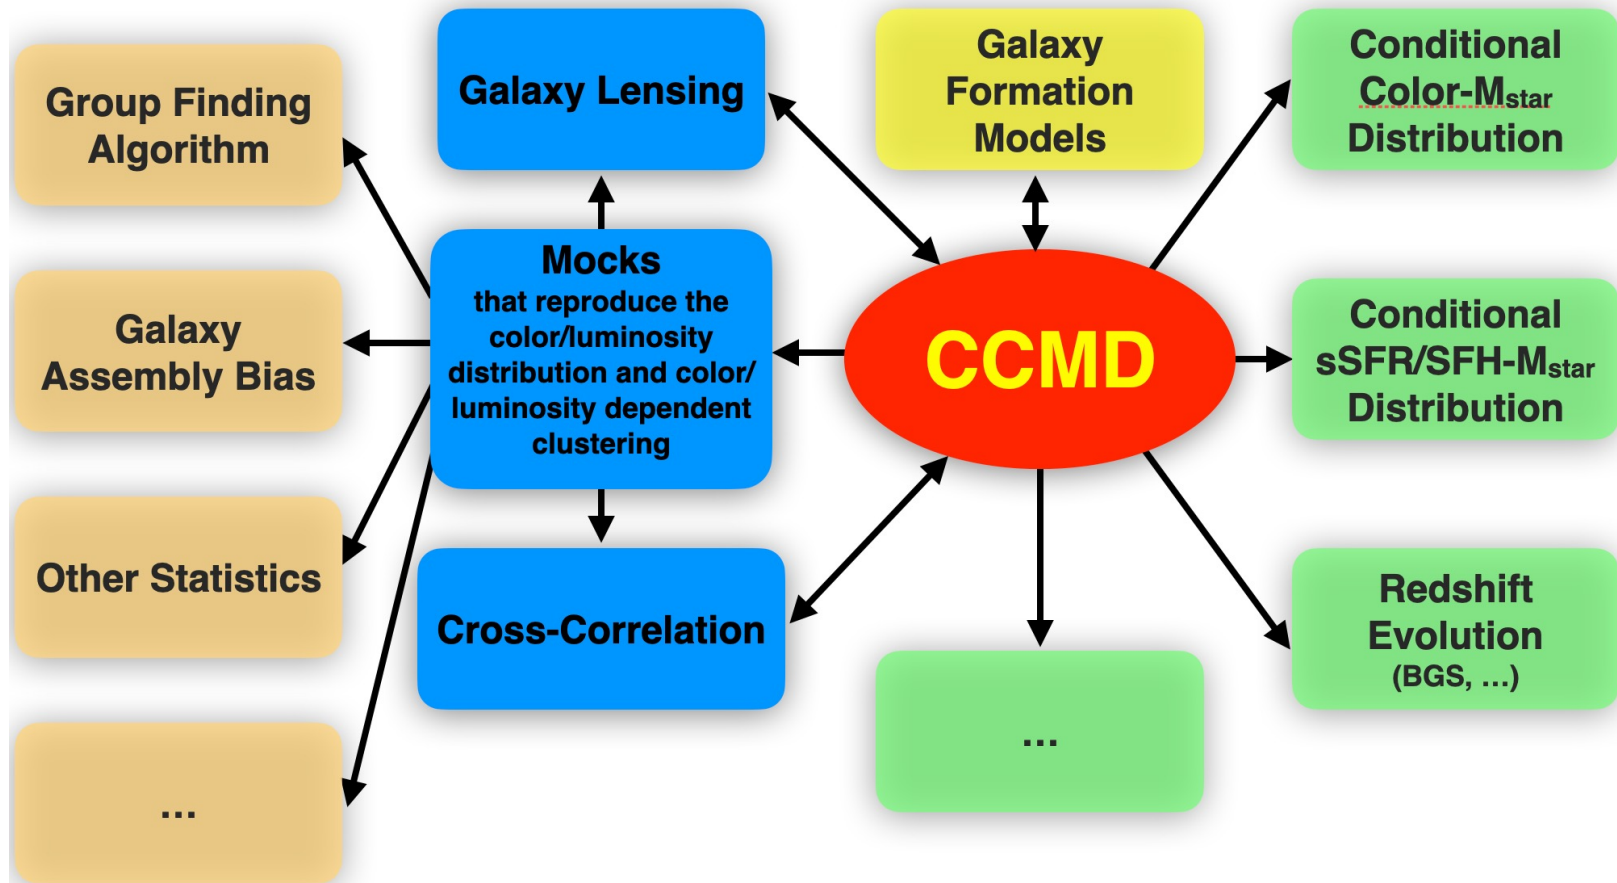 Group Finding
Algorithm
Galaxy
Assembly Bias
Other Statistics
...
Galaxy Lensing
Mocks
that reproduce the
color/luminosity
distribution and color/
luminosity dependent
clustering
Cross-Correlation
Galaxy
Formation
Models
CCMD
...
Conditional
Color-Mstar
Distribution
Conditional
sSFR/SFH-Mstar
Distribution
Redshift
Evolution
(BGS, ...)